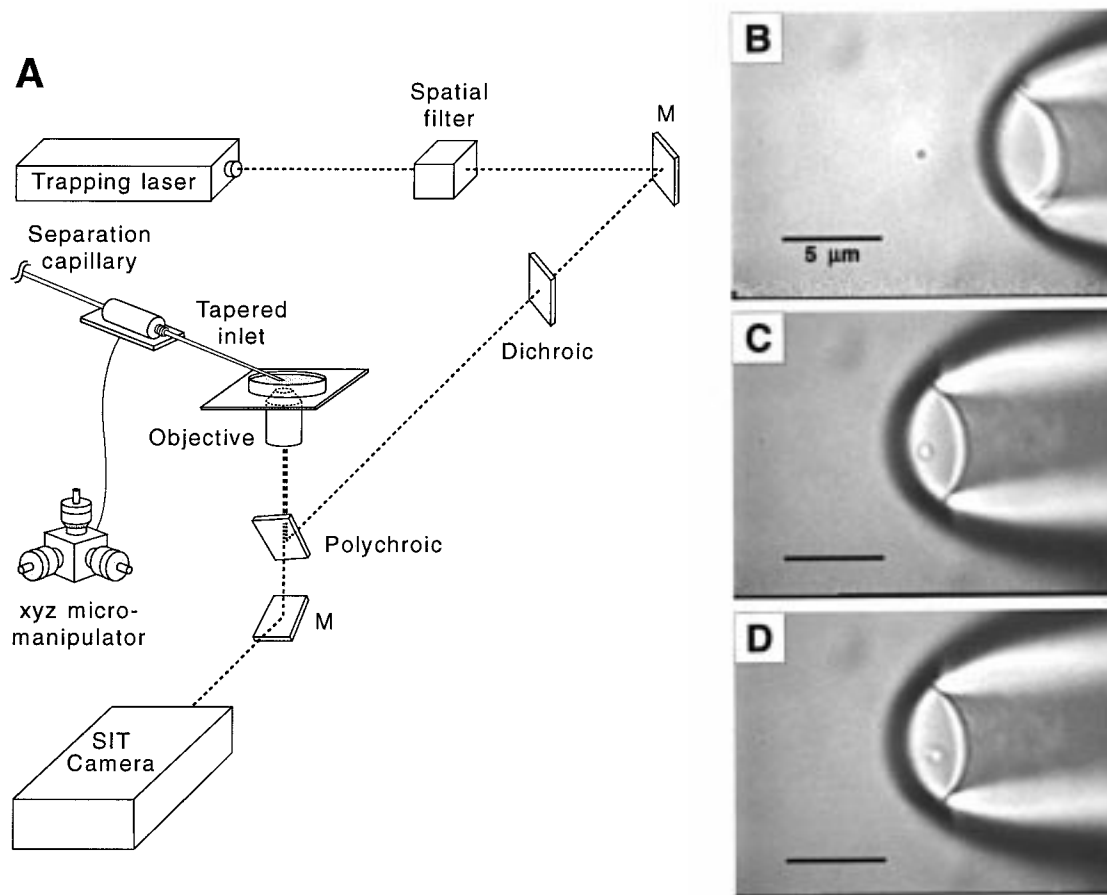 A
Spatial
filter
M
Trapping laser
Separation
capillary
Tapered
inlet
Dichroic
Objective
Polychroic
xyz micro-
manipulator
M
SIT
Camera
B
5 μm
C
D